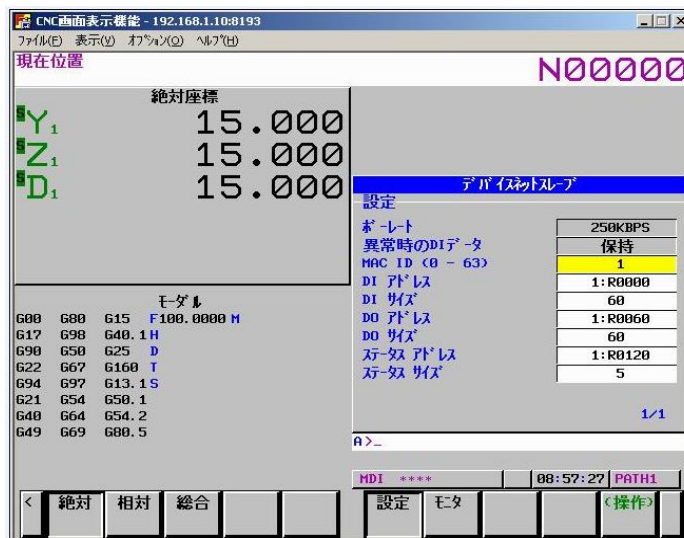 CNC画面表示機能 - 192.168.1.10:8193
ファイル(F) 表示(V) オプション(O) ヘルプ(H)
現在位置
N00000
絶対座標
S Y1 15.000
S Z1 15.000
S D1 15.000
モーダル
G00 G80 G15 F100.0000 M
G17 G98 G40.1 H
G90 G50 G25 D
G22 G67 G160 T
G94 G97 G13.1 S
G21 G54 G50.1
G40 G64 G54.2
G49 G69 G80.5
デバイスネットスレーブ
設定
ボーレート 250KBPS
異常時のDIデータ 保持
MAC ID (0 - 63) 1
DI アドレス 1:R0000
DI サイズ 60
DO アドレス 1:R0060
DO サイズ 60
ステータス アドレス 1:R0120
ステータス サイズ 5
1/1
A>_
MDI **** 08:57:27 PATH1
< 絶対 相対 総合 設定 モニタ (操作)